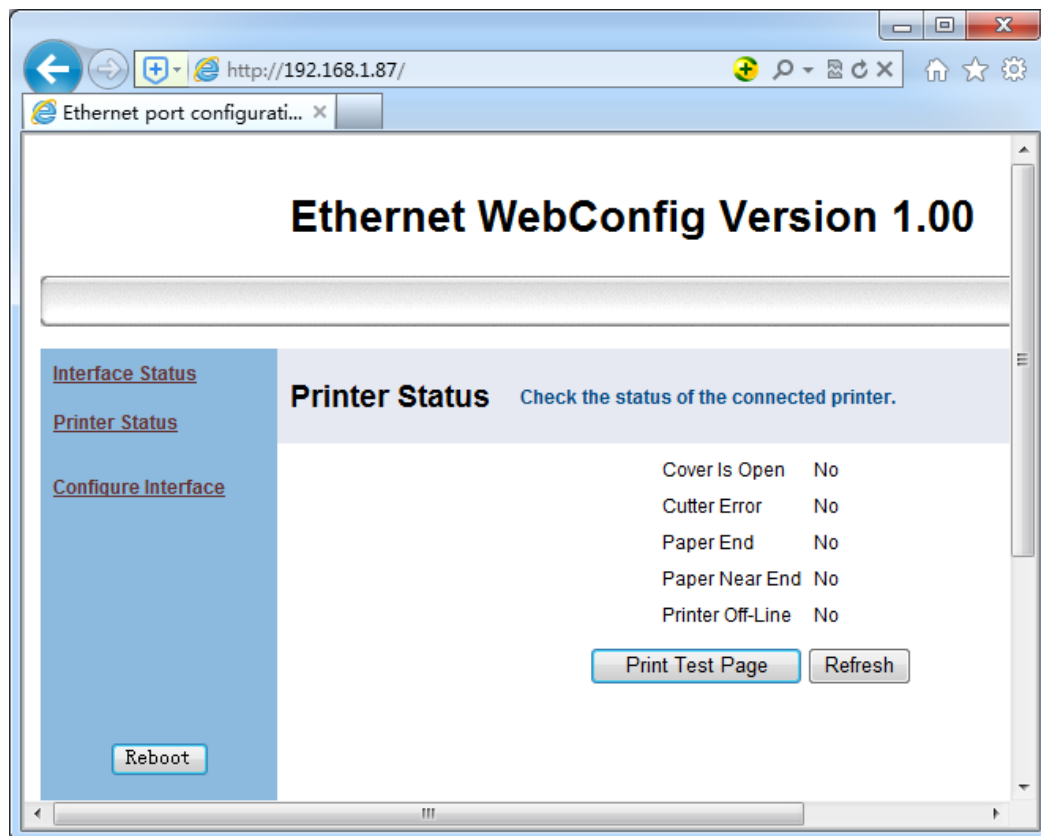 http://192.168.1.87/
Ethernet port configurati...
Ethernet WebConfig Version 1.00
Interface Status
Printer Status
Configure Interface
Reboot
Printer Status Check the status of the connected printer.
Cover Is Open No
Cutter Error No
Paper End No
Paper Near End No
Printer Off-Line No
Print Test Page Refresh